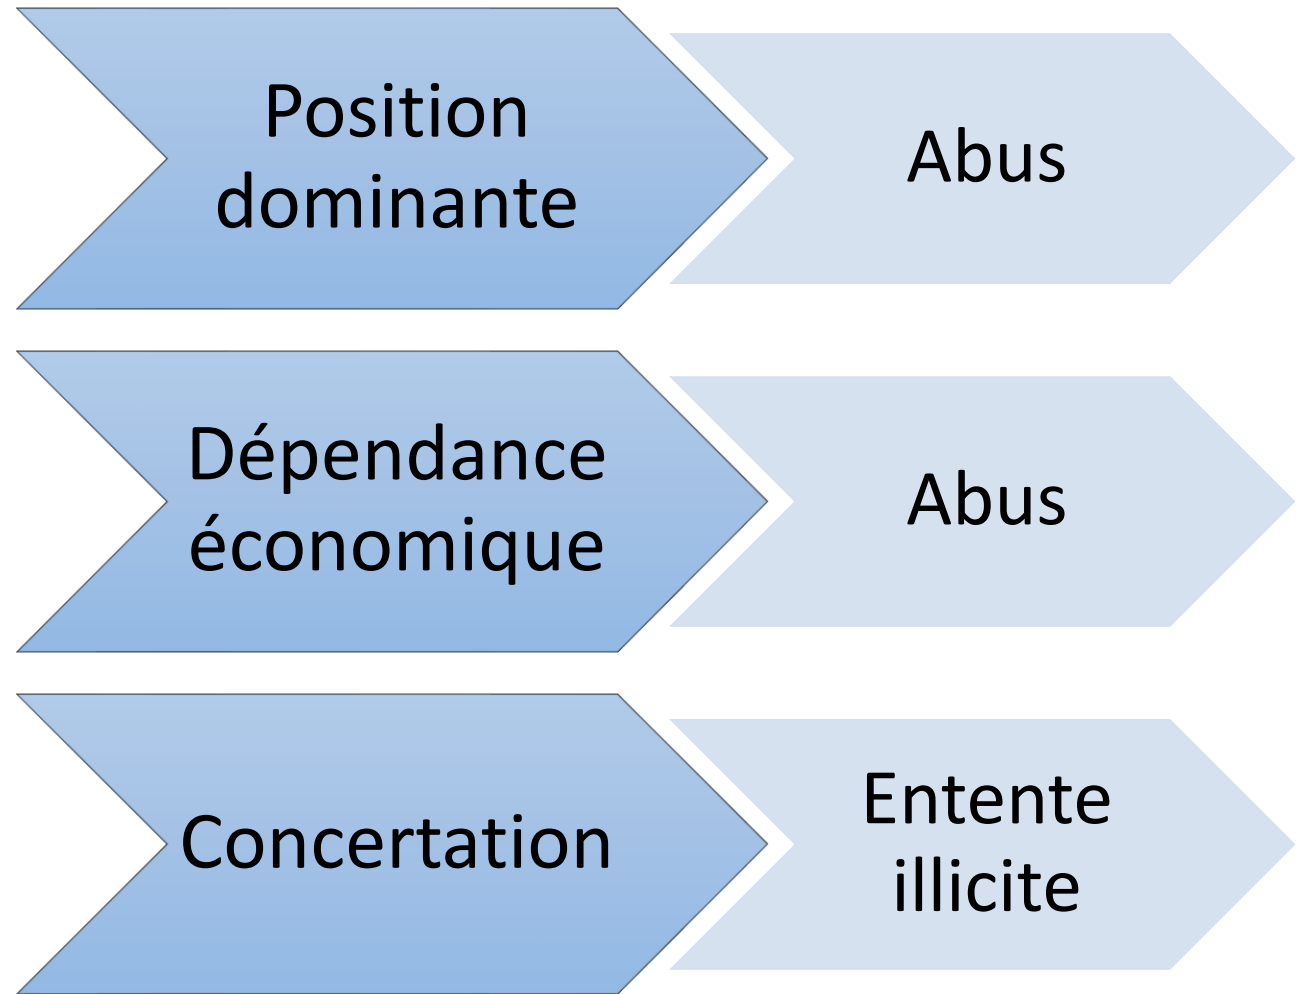 Position
dominante
Abus
Dépendance
économique
Abus
Concertation
Entente
illicite